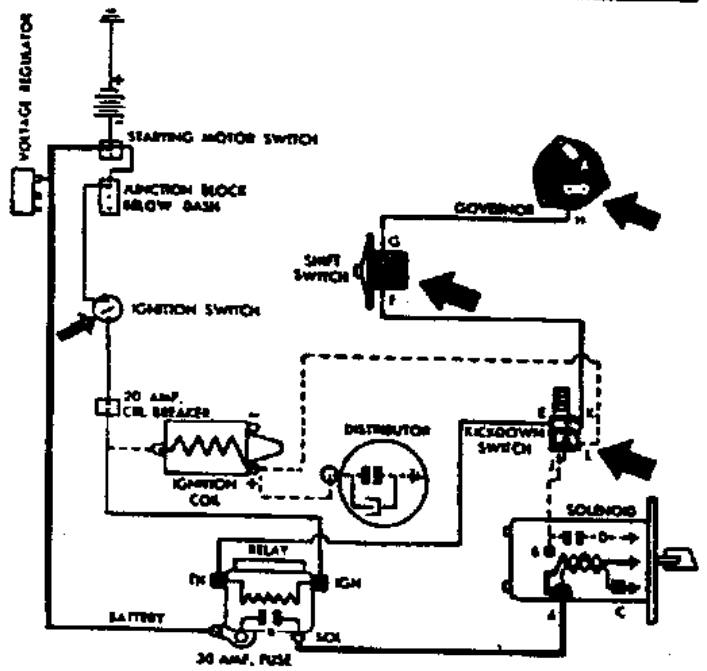 VOLTAGE REGULATOR
+
-
STARTING MOTOR SWITCH
JUNCTION BLOCK
BELOW DASH
GOVERNOR
H
G
SHIFT
SWITCH
F
IGNITION SWITCH
20 AMP.
CIR. BREAKER
-
DISTRIBUTOR
E
K
KICKDOWN
SWITCH
J
L
IGNITION
COIL
+
SOLENOID
B
D
RELAY
IGN
A
C
BATTERY
SOL
30 AMP. FUSE